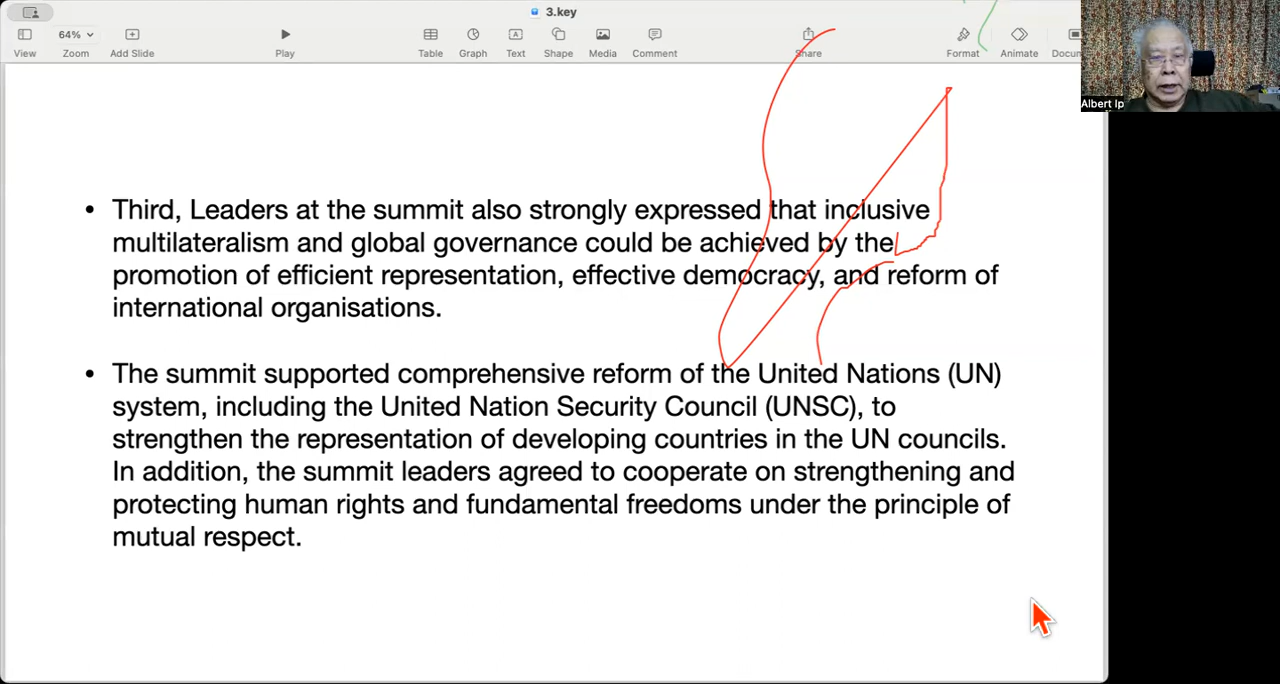 3.key
64%
View Zoom Add Slide Play Table Graph Text Shape Media Comment Share Format Animate Docum
Albert Ip
• Third, Leaders at the summit also strongly expressed that inclusive
multilateralism and global governance could be achieved by the
promotion of efficient representation, effective democracy, and reform of
international organisations.
• The summit supported comprehensive reform of the United Nations (UN)
system, including the United Nation Security Council (UNSC), to
strengthen the representation of developing countries in the UN councils.
In addition, the summit leaders agreed to cooperate on strengthening and
protecting human rights and fundamental freedoms under the principle of
mutual respect.